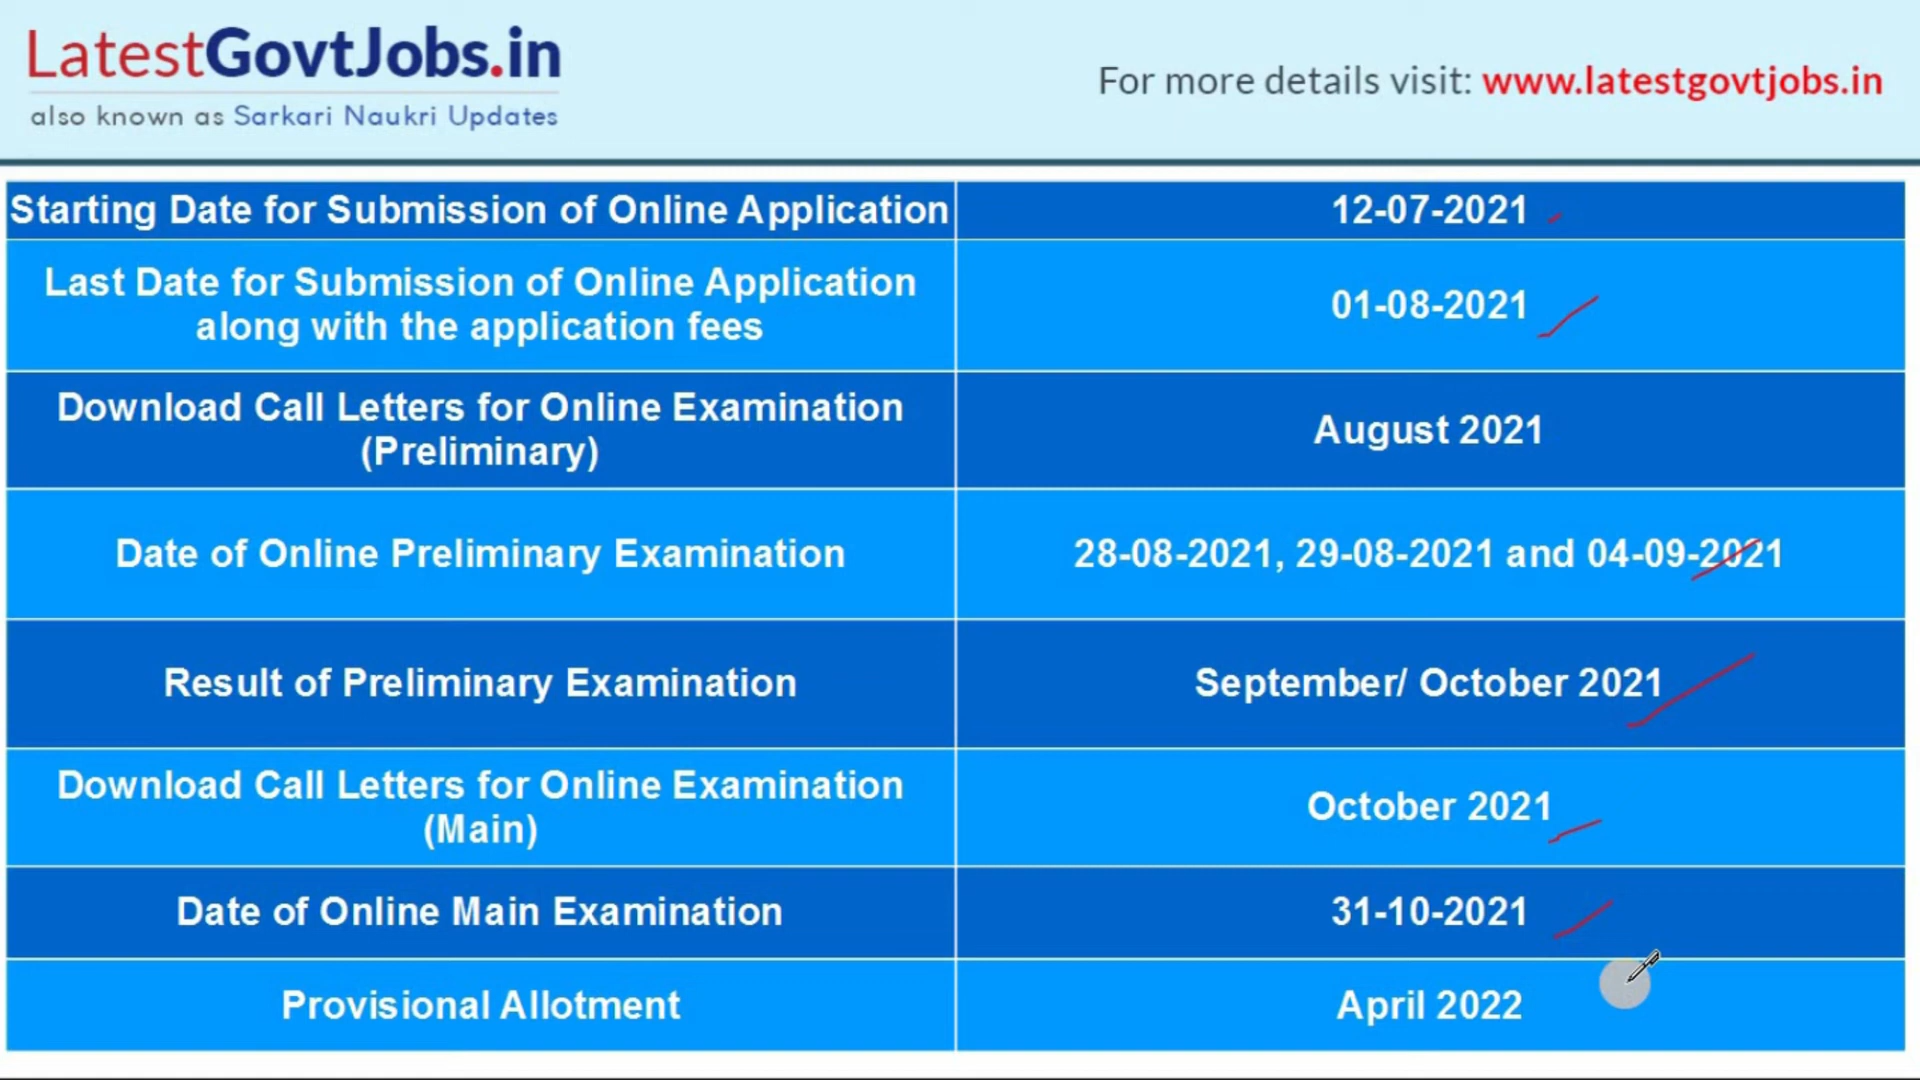 LatestGovtJobs.in
also known as Sarkari Naukri Updates
For more details visit: www.latestgovtjobs.in
Starting Date for Submission of Online Application
12-07-2021
Last Date for Submission of Online Application
along with the application fees
01-08-2021
Download Call Letters for Online Examination
(Preliminary)
August 2021
Date of Online Preliminary Examination
28-08-2021, 29-08-2021 and 04-09-2021
Result of Preliminary Examination
September/ October 2021
Download Call Letters for Online Examination
(Main)
October 2021
Date of Online Main Examination
31-10-2021
Provisional Allotment
April 2022